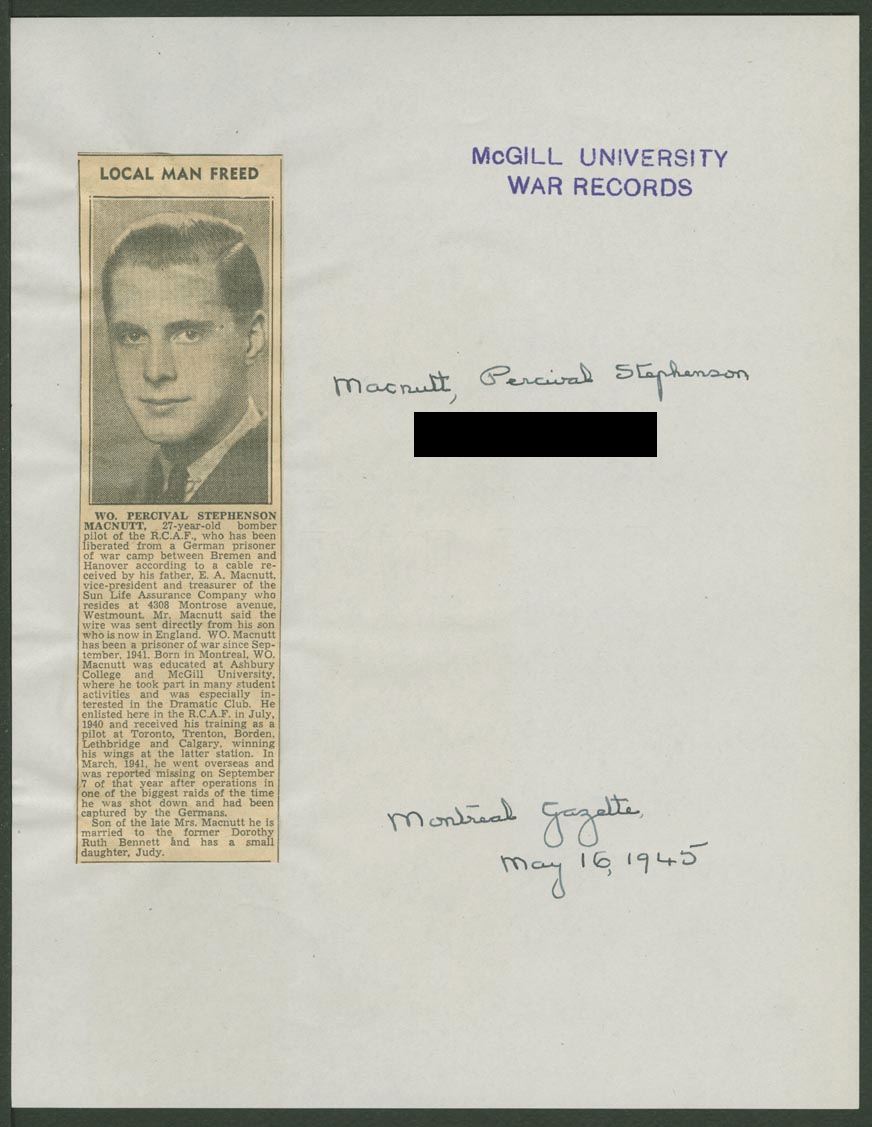 McGILL UNIVERSITY
WAR RECORDS
LOCAL MAN FREED
Macnutt, Percival Stephenson
WO. PERCIVAL STEPHENSON
MACNUTT, 27-year-old bomber
pilot of the R.C.A.F., who has been
liberated from a German prisoner
of war camp between Bremen and
Hanover according to a cable re-
ceived by his father, E. A. Macnutt,
vice-president and treasurer of the
Sun Life Assurance Company who
resides at 4308 Montrose avenue,
Westmount. Mr. Macnutt said the
wire was sent directly from his son
who is now in England. WO. Macnutt
has been a prisoner of war since Sep-
tember, 1941. Born in Montreal, WO.
Macnutt was educated at Ashbury
College and McGill University,
where he took part in many student
activities and was especially in-
terested in the Dramatic Club. He
enlisted here in the R.C.A.F. in July,
1940 and received his training as a
pilot at Toronto, Trenton, Borden,
Lethbridge and Calgary, winning
his wings at the latter station. In
March, 1941, he went overseas and
was reported missing on September
7 of that year after operations in
one of the biggest raids of the time
he was shot down and had been
captured by the Germans.
Son of the late Mrs. Macnutt he is
married to the former Dorothy
Ruth Bennett and has a small
daughter, Judy.
Montreal Gazette,
May 16, 1945